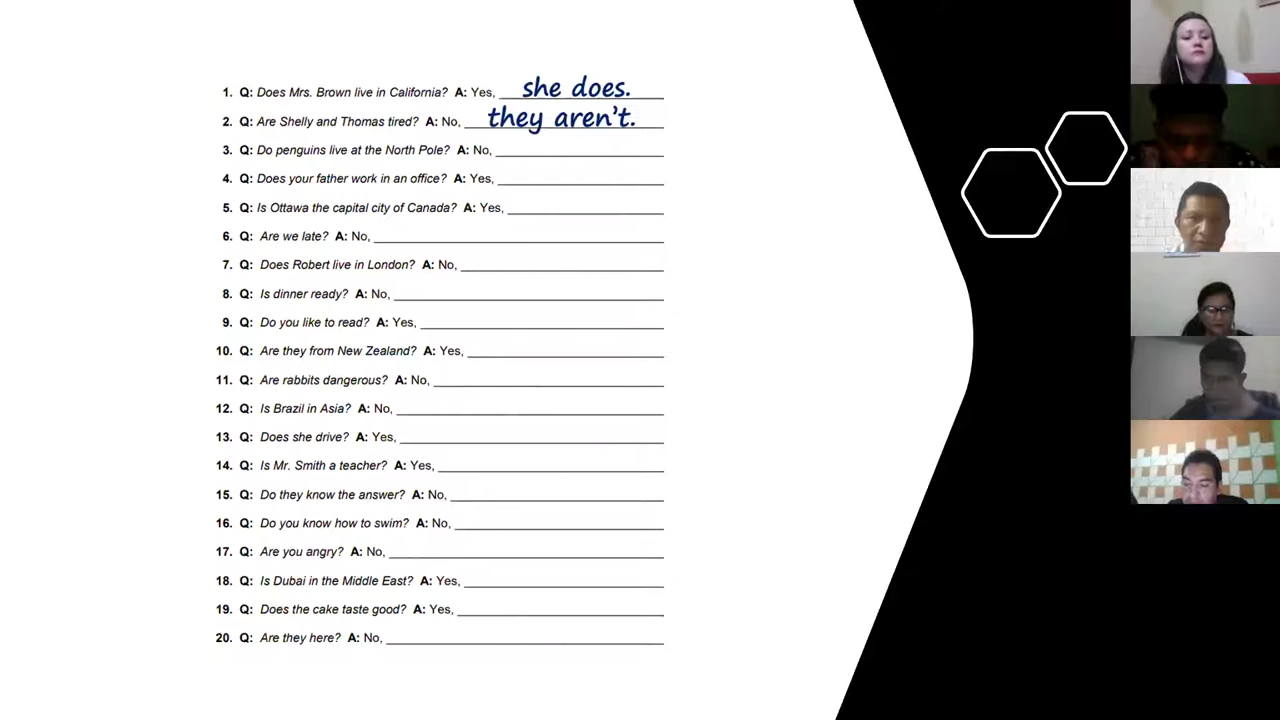 1. Q: Does Mrs. Brown live in California? A: Yes, she does.
2. Q: Are Shelly and Thomas tired? A: No, they aren't.
3. Q: Do penguins live at the North Pole? A: No,
4. Q: Does your father work in an office? A: Yes,
5. Q: Is Ottawa the capital city of Canada? A: Yes,
6. Q: Are we late? A: No,
7. Q: Does Robert live in London? A: No,
8. Q: Is dinner ready? A: No,
9. Q: Do you like to read? A: Yes,
10. Q: Are they from New Zealand? A: Yes,
11. Q: Are rabbits dangerous? A: No,
12. Q: Is Brazil in Asia? A: No,
13. Q: Does she drive? A: Yes,
14. Q: Is Mr. Smith a teacher? A: Yes,
15. Q: Do they know the answer? A: No,
16. Q: Do you know how to swim? A: No,
17. Q: Are you angry? A: No,
18. Q: Is Dubai in the Middle East? A: Yes,
19. Q: Does the cake taste good? A: Yes,
20. Q: Are they here? A: No,